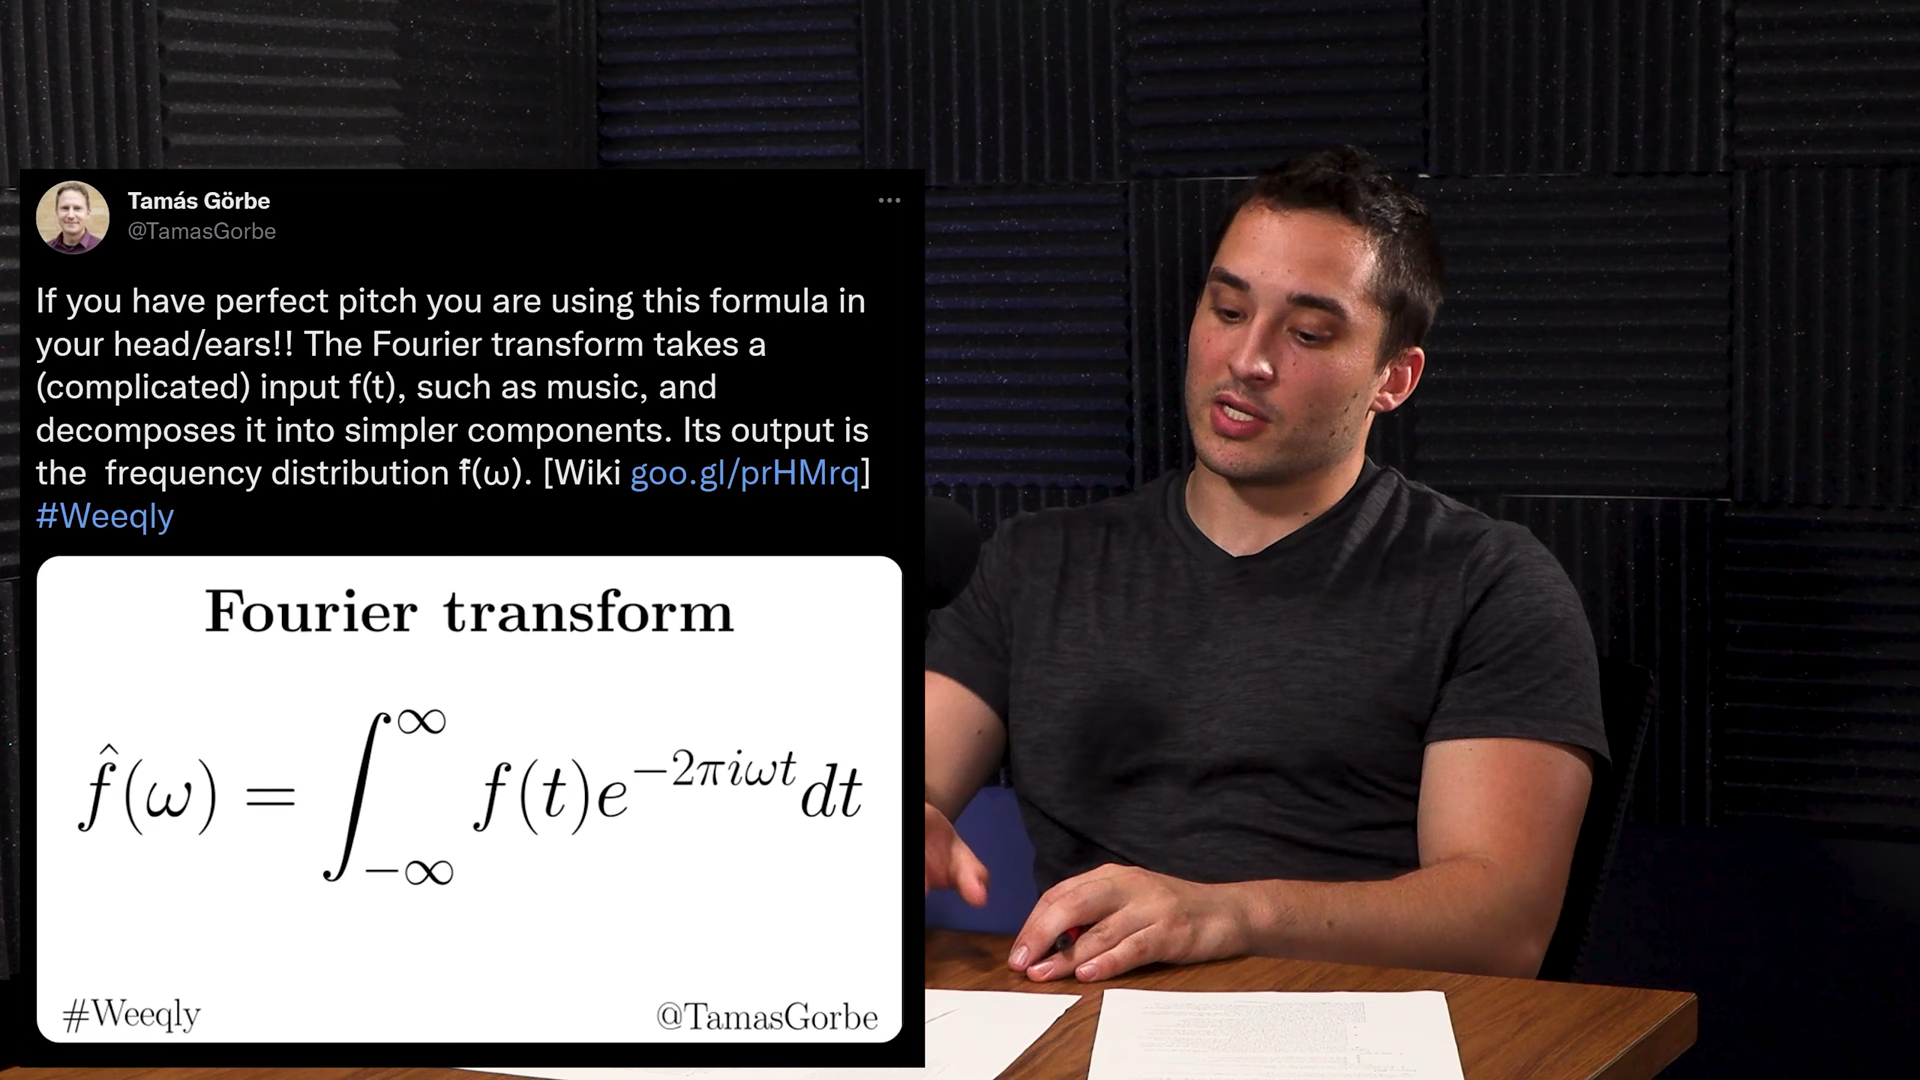 Tamás Görbe
@TamasGorbe
If you have perfect pitch you are using this formula in
your head/ears!! The Fourier transform takes a
(complicated) input f(t), such as music, and
decomposes it into simpler components. Its output is
the frequency distribution f̂(ω). [Wiki goo.gl/prHMrq]
#Weeqly
Fourier transform
f̂(ω) = ∫_{-∞}^{∞} f(t)e^{-2πiωt}dt
#Weeqly @TamasGorbe